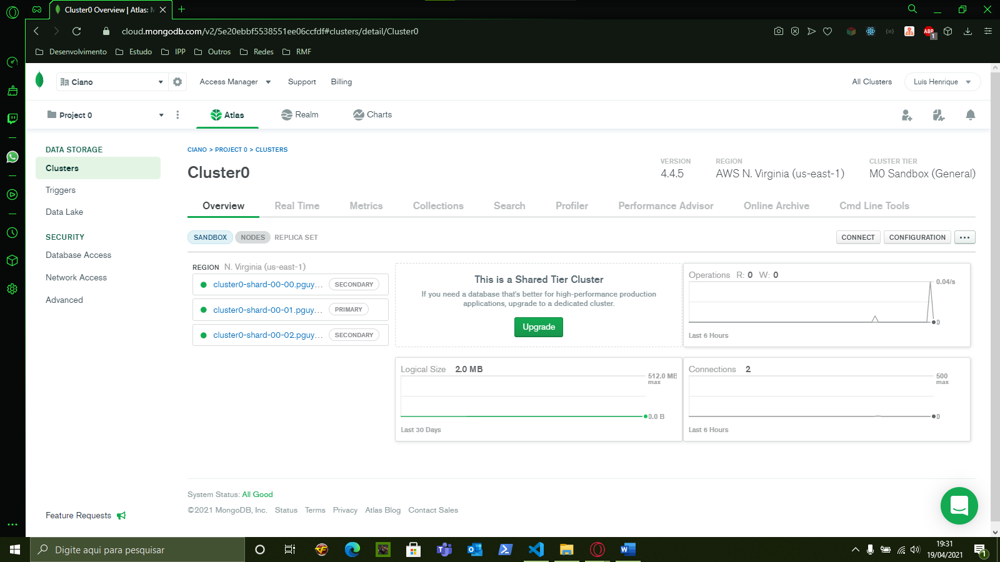 Cluster0 Overview | Atlas: M
cloud.mongodb.com/v2/5e20ebbf5538551ee06ccfdf#clusters/detail/Cluster0
ABP
1
Desenvolvimento
Estudo
IPP
Outros
Redes
RMF
Ciano
Access Manager
Support
Billing
All Clusters
Luís Henrique
Project 0
Atlas
Realm
Charts
DATA STORAGE
Clusters
Triggers
Data Lake
SECURITY
Database Access
Network Access
Advanced
Feature Requests
CIANO > PROJECT 0 > CLUSTERS
Cluster0
VERSION
4.4.5
REGION
AWS N. Virginia (us-east-1)
CLUSTER TIER
M0 Sandbox (General)
Overview
Real Time
Metrics
Collections
Search
Profiler
Performance Advisor
Online Archive
Cmd Line Tools
SANDBOX
NODES
REPLICA SET
CONNECT
CONFIGURATION
REGION N. Virginia (us-east-1)
cluster0-shard-00-00.pguy... SECONDARY
cluster0-shard-00-01.pguy... PRIMARY
cluster0-shard-00-02.pguy... SECONDARY
This is a Shared Tier Cluster
If you need a database that's better for high-performance production
applications, upgrade to a dedicated cluster.
Upgrade
Operations R: 0 W: 0
0.04/s
0
Last 6 Hours
Logical Size 2.0 MB
512.0 MB
max
0.0 B
Last 30 Days
Connections 2
500
max
0
Last 6 Hours
System Status: All Good
©2021 MongoDB, Inc.
Status
Terms
Privacy
Atlas Blog
Contact Sales
Digite aqui para pesquisar
19:31
19/04/2021
1